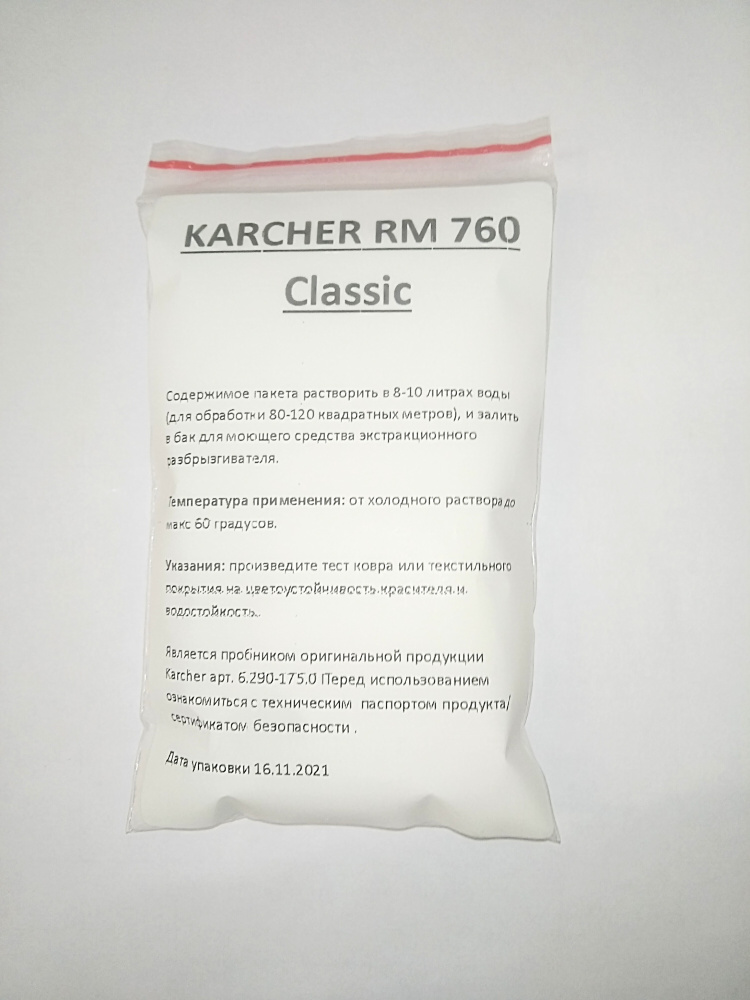 KARCHER RM 760
Classic
Содержимое пакета растворить в 8-10 литрах воды
(для обработки 80-120 квадратных метров), и залить
в бак для моющего средства экстракционного
разбрызгивателя.
Температура применения: от холодного раствора до
макс 60 градусов.
Указания: произведите тест ковра или текстильного
покрытия на цветоустойчивость красителя и
водостойкость.
Является пробником оригинальной продукции
Karcher арт. 6.290-175.0 Перед использованием
ознакомиться с техническим паспортом продукта/
сертификатом безопасности .
Дата упаковки 16.11.2021